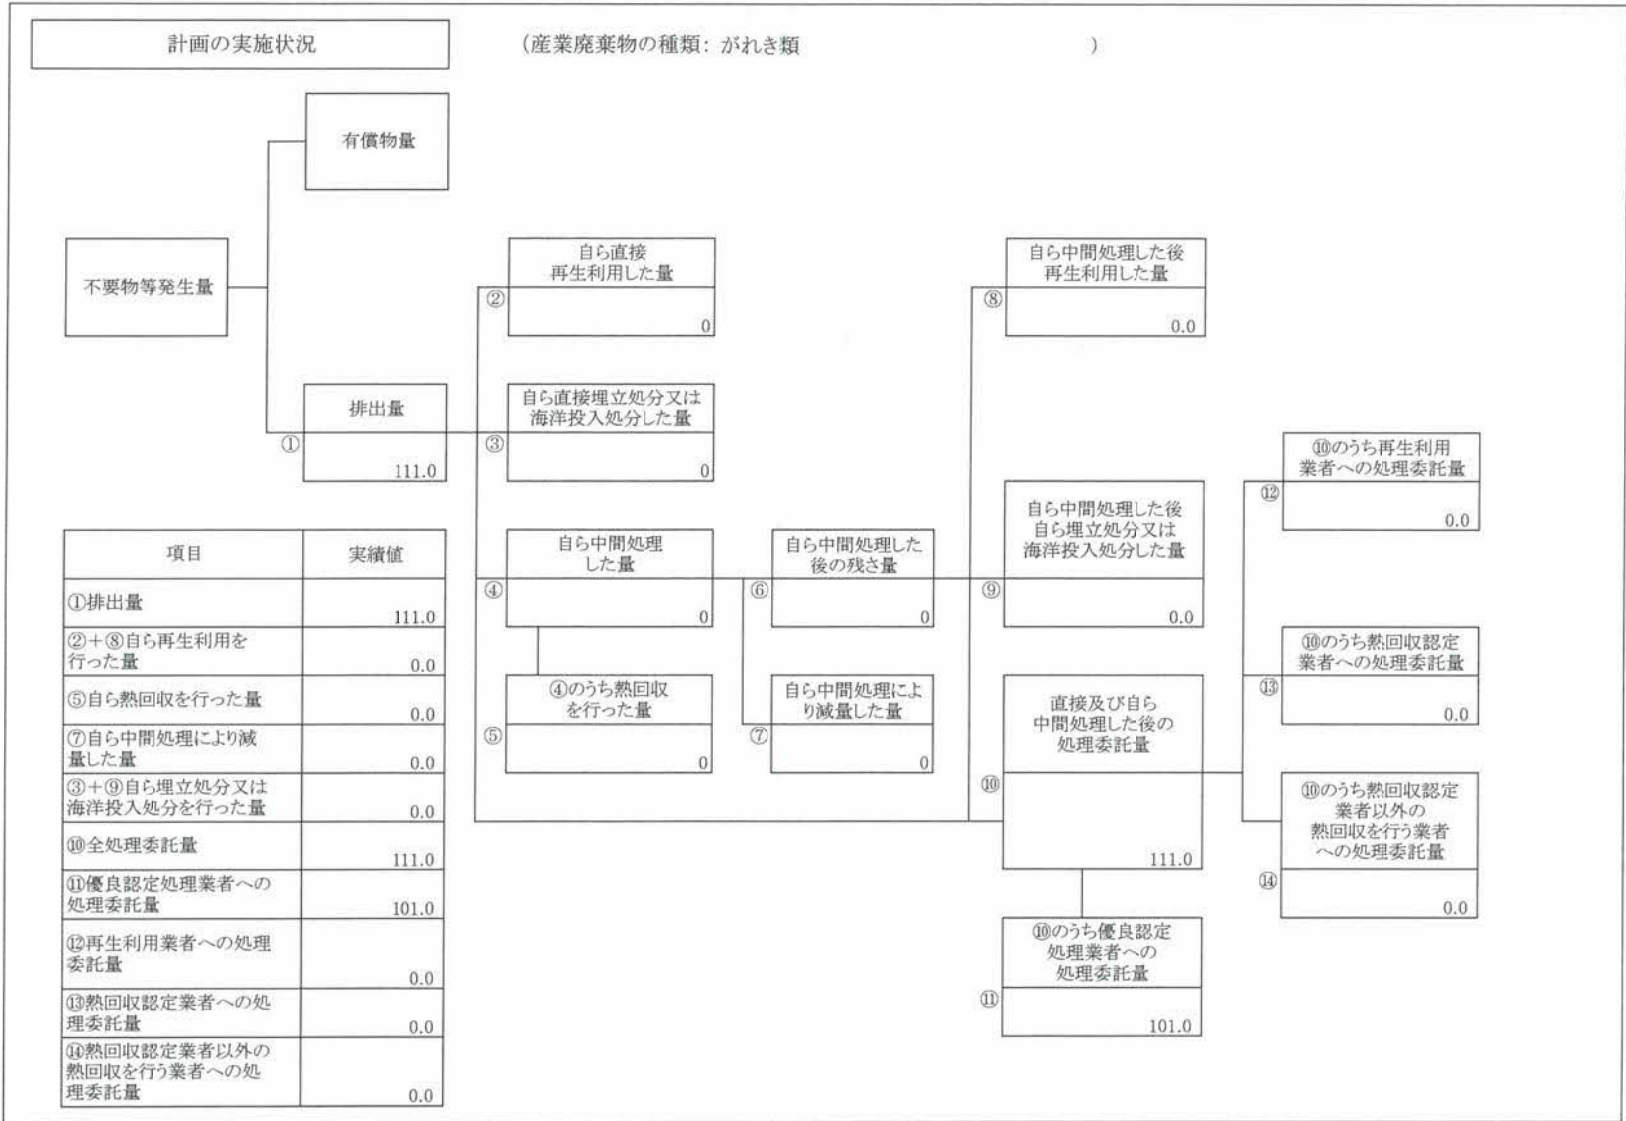 計画の実施状況
(産業廃棄物の種類: がれき類 )
有償物量
不要物等発生量
自ら直接
再生利用した量
②
0
自ら中間処理した後
再生利用した量
⑧
0.0
排出量
①
111.0
自ら直接埋立処分又は
海洋投入処分した量
③
0
⑩のうち再生利用
業者への処理委託量
⑫
0.0
自ら中間処理
した量
④
0
自ら中間処理した
後の残さ量
⑥
0
自ら中間処理した後
自ら埋立処分又は
海洋投入処分した量
⑨
0.0
⑩のうち熱回収認定
業者への処理委託量
⑬
0.0
④のうち熱回収
を行った量
⑤
0
自ら中間処理によ
り減量した量
⑦
0
直接及び自ら
中間処理した後の
処理委託量
⑩
111.0
⑩のうち熱回収認定
業者以外の
熱回収を行う業者
への処理委託量
⑭
0.0
⑩のうち優良認定
処理業者への
処理委託量
⑪
101.0
項目 実績値
①排出量
111.0
②+⑧自ら再生利用を
行った量
0.0
⑤自ら熱回収を行った量
0.0
⑦自ら中間処理により減
量した量
0.0
③+⑨自ら埋立処分又は
海洋投入処分を行った量
0.0
⑩全処理委託量
111.0
⑪優良認定処理業者への
処理委託量
101.0
⑫再生利用業者への処理
委託量
0.0
⑬熱回収認定業者への処
理委託量
0.0
⑭熱回収認定業者以外の
熱回収を行う業者への処
理委託量
0.0